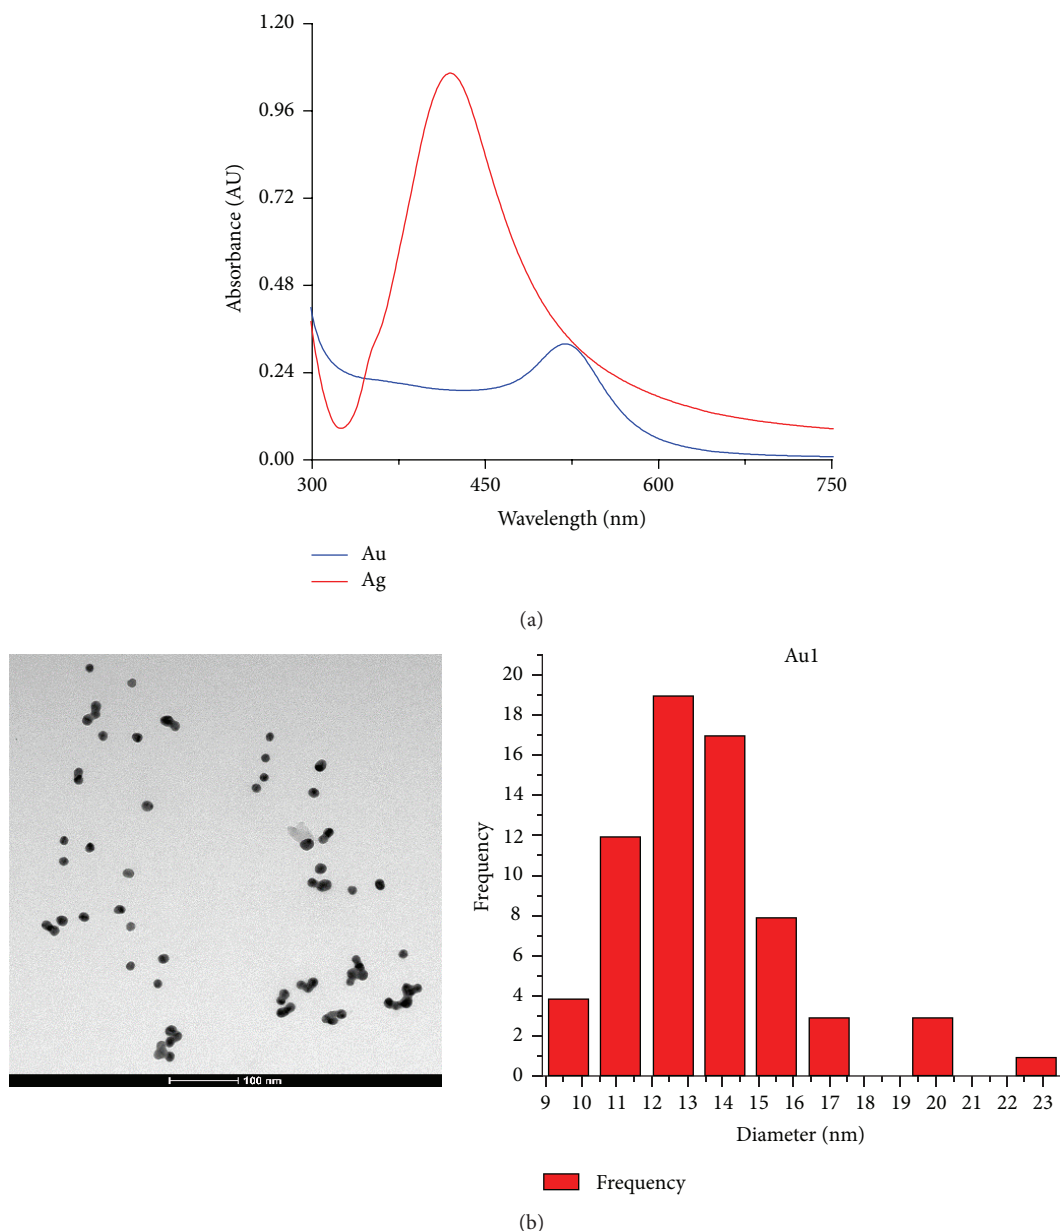 1.20
0.96
0.72
0.48
0.24
0.00
Absorbance (AU)
300 450 600 750
Wavelength (nm)
Au
Ag
(a)
100 nm
Au1
20
18
16
14
12
10
8
6
4
2
0
Frequency
9 10 11 12 13 14 15 16 17 18 19 20 21 22 23
Diameter (nm)
Frequency
(b)